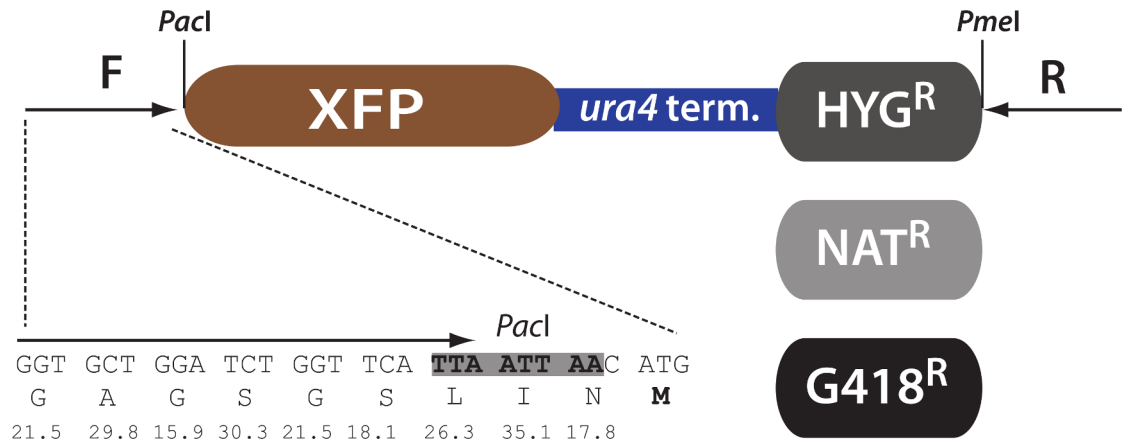 PacI PmeI
F R
XFP ura4 term. HYGR
NATR
PacI
GGT GCT GGA TCT GGT TCA TTA ATT AAC ATG
G A G S G S L I N M
21.5 29.8 15.9 30.3 21.5 18.1 26.3 35.1 17.8
G418R